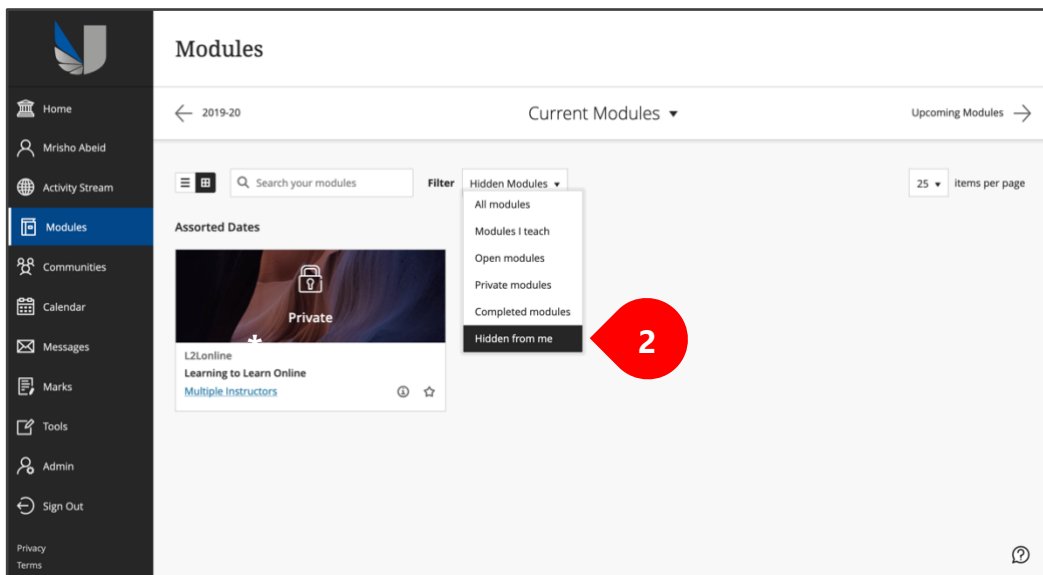 Modules
Home
Mrisho Abeid
Activity Stream
Modules
Communities
Calendar
Messages
Marks
Tools
Admin
Sign Out
Privacy
Terms
2019-20
Current Modules
Upcoming Modules
Search your modules
Filter
Hidden Modules
25
items per page
All modules
Modules I teach
Open modules
Private modules
Completed modules
Hidden from me
2
Assorted Dates
Private
*
L2Lonline
Learning to Learn Online
Multiple Instructors